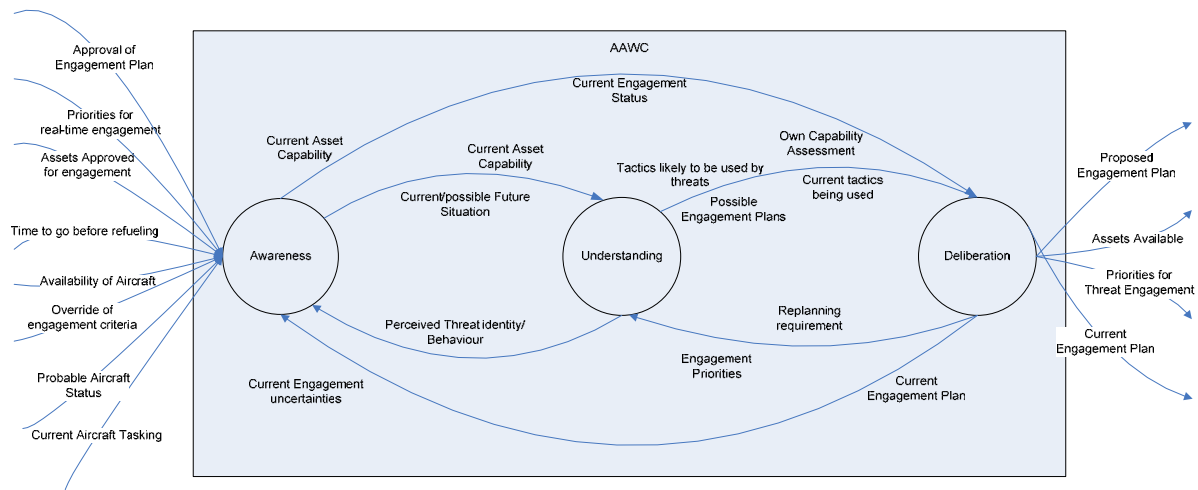 AAWC
Approval of
Engagement Plan
Priorities for
real-time engagement
Assets Approved
for engagement
Time to go before refueling
Availability of Aircraft
Override of
engagement criteria
Probable Aircraft
Status
Current Aircraft Tasking
Current Engagement
Status
Current Asset
Capability
Current Asset
Capability
Current/possible Future
Situation
Tactics likely to be used by
threats
Possible
Engagement Plans
Own Capability
Assessment
Current tactics
being used
Awareness
Understanding
Deliberation
Perceived Threat identity/
Behaviour
Current Engagement
uncertainties
Replanning
requirement
Engagement
Priorities
Current
Engagement Plan
Proposed
Engagement Plan
Assets Available
Priorities for
Threat Engagement
Current
Engagement Plan